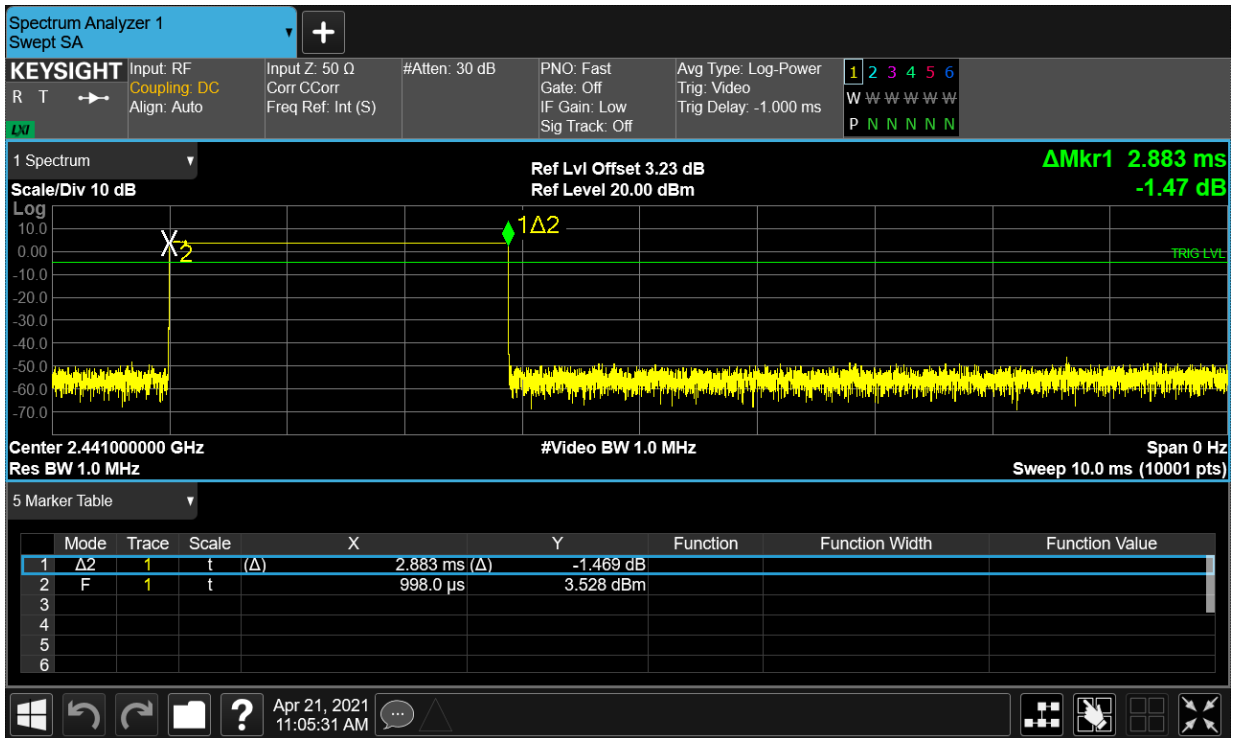 Spectrum Analyzer 1
Swept SA
KEYSIGHT
R T
LXI
Input: RF
Coupling: DC
Align: Auto
Input Z: 50 Ω
Corr CCorr
Freq Ref: Int (S)
#Atten: 30 dB
PNO: Fast
Gate: Off
IF Gain: Low
Sig Track: Off
Avg Type: Log-Power
Trig: Video
Trig Delay: -1.000 ms
1 2 3 4 5 6
W W W W W W
P N N N N N
1 Spectrum
Scale/Div 10 dB
Ref Lvl Offset 3.23 dB
Ref Level 20.00 dBm
ΔMkr1 2.883 ms
-1.47 dB
Log
10.0
0.00
-10.0
-20.0
-30.0
-40.0
-50.0
-60.0
-70.0
2
1Δ2
TRIG LVL
Center 2.441000000 GHz
Res BW 1.0 MHz
#Video BW 1.0 MHz
Span 0 Hz
Sweep 10.0 ms (10001 pts)
5 Marker Table
Mode Trace Scale X Y Function Function Width Function Value
1 Δ2 1 t (Δ) 2.883 ms (Δ) -1.469 dB
2 F 1 t 998.0 µs 3.528 dBm
3
4
5
6
?
Apr 21, 2021
11:05:31 AM